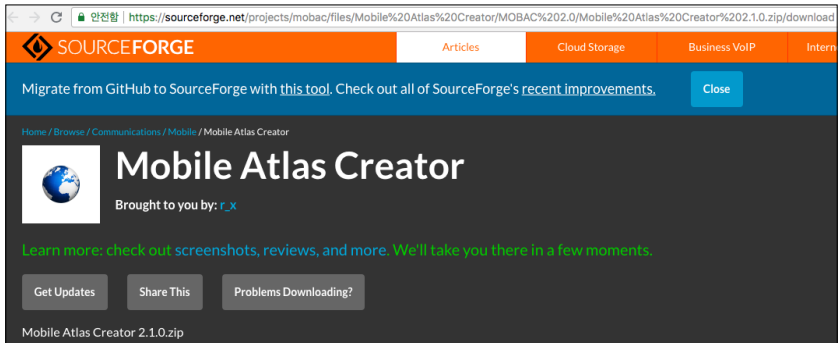 안전함 | https://sourceforge.net/projects/mobac/files/Mobile%20Atlas%20Creator/MOBAC%202.0/Mobile%20Atlas%20Creator%202.1.0.zip/download
SOURCEFORGE Articles Cloud Storage Business VoIP Intern
Migrate from GitHub to SourceForge with this tool. Check out all of SourceForge's recent improvements. Close
Home / Browse / Communications / Mobile / Mobile Atlas Creator
Mobile Atlas Creator
Brought to you by: r_x
Learn more: check out screenshots, reviews, and more. We'll take you there in a few moments.
Get Updates Share This Problems Downloading?
Mobile Atlas Creator 2.1.0.zip